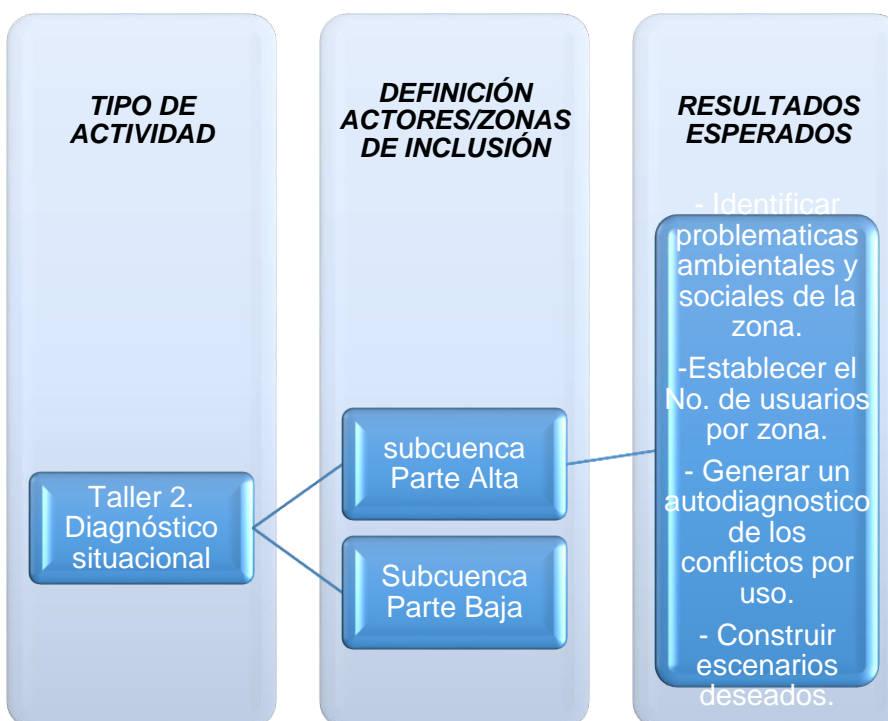 TIPO DE
ACTIVIDAD
DEFINICIÓN
ACTORES/ZONAS
DE INCLUSIÓN
RESULTADOS
ESPERADOS
Taller 2.
Diagnóstico
situacional
subcuenca
Parte Alta
Subcuenca
Parte Baja
- Identificar
problematicas
ambientales y
sociales de la
zona.
-Establecer el
No. de usuarios
por zona.
- Generar un
autodiagnostico
de los
conflictos por
uso.
- Construir
escenarios
deseados.